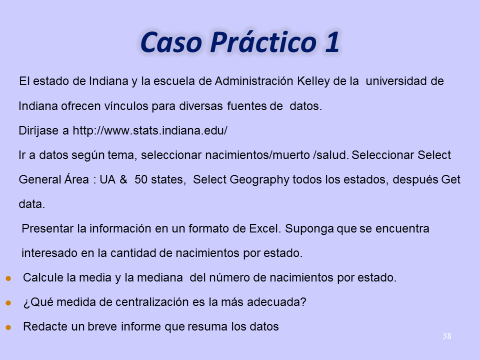 Caso Práctico 1
El estado de Indiana y la escuela de Administración Kelley de la universidad de
Indiana ofrecen vínculos para diversas fuentes de datos.
Diríjase a http://www.stats.indiana.edu/
Ir a datos según tema, seleccionar nacimientos/muerto /salud. Seleccionar Select
General Área : UA & 50 states, Select Geography todos los estados, después Get
data.
Presentar la información en un formato de Excel. Suponga que se encuentra
interesado en la cantidad de nacimientos por estado.
● Calcule la media y la mediana del número de nacimientos por estado.
● ¿Qué medida de centralización es la más adecuada?
● Redacte un breve informe que resuma los datos
38